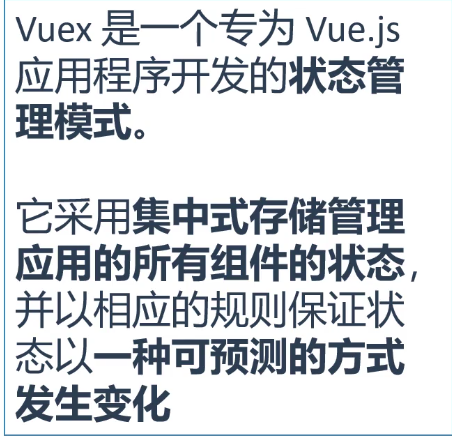 Vuex 是一个专为 Vue.js
应用程序开发的状态管
理模式。
它采用集中式存储管理
应用的所有组件的状态，
并以相应的规则保证状
态以一种可预测的方式
发生变化